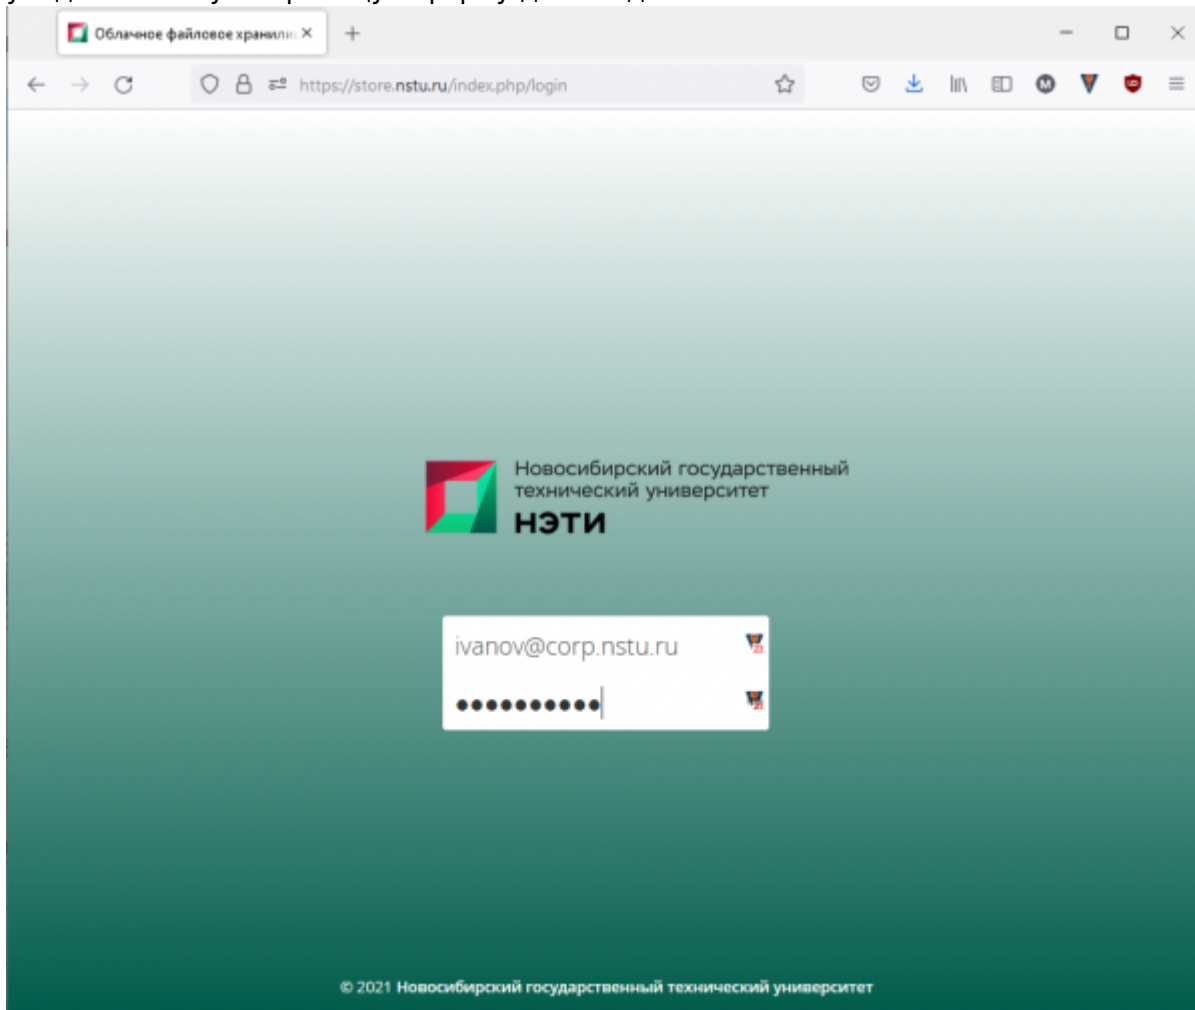 Облачное файловое хранили
https://store.nstu.ru/index.php/login
Новосибирский государственный
технический университет
НЭТИ
ivanov@corp.nstu.ru
••••••••••
© 2021 Новосибирский государственный технический университет